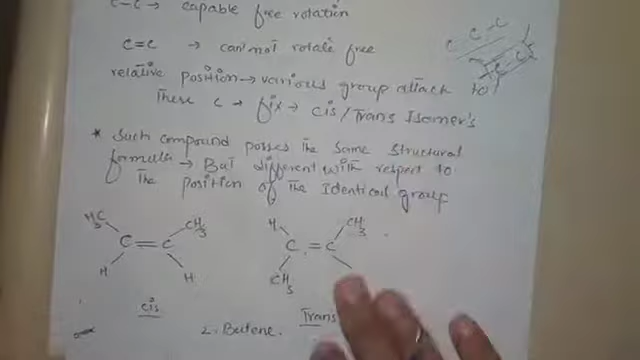 C-C → capable free rotation
C=C → can not rotate free
C C-C
C C
relative position → various group attach to
These C → fix → cis/Trans Isomer's
* Such compound posses the same structural
formula → But different with respect to
The position of the Identical group
H3C CH3 H CH3
C=C C=C
H H CH3
cis Trans
2-Butene.